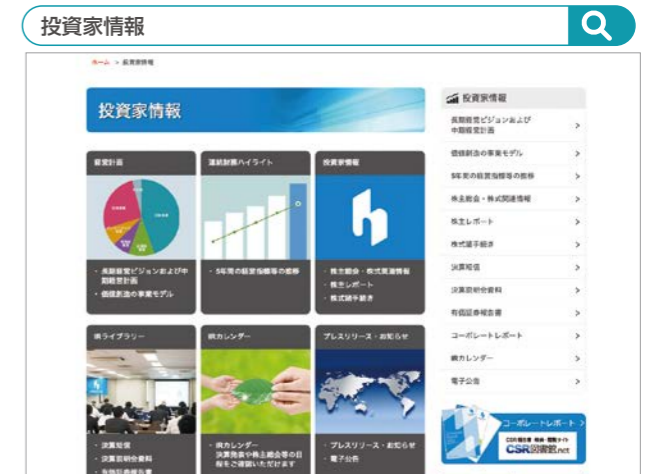 投資家情報
ホーム > 投資家情報
投資家情報
経営計画
連結財務ハイライト
投資家情報
・長期経営ビジョンおよび中
期経営計画
・価値創造の事業モデル
・5年間の経営指標等の推移
・株主総会・株式関連情報
・株主レポート
・株式諸手続き
IRライブラリー
IRカレンダー
プレスリリース・お知らせ
・決算短信
・決算説明会資料
・有価証券報告書
・IRカレンダー
決算発表や株主総会等の日
程をご確認いただけます
・プレスリリース・お知らせ
・電子公告
投資家情報
長期経営ビジョンおよび
中期経営計画
価値創造の事業モデル
5年間の経営指標等の推移
株主総会・株式関連情報
株主レポート
株式諸手続き
決算短信
決算説明会資料
有価証券報告書
コーポレートレポート
IRカレンダー
電子公告
コーポレートレポート
CSR図書館.net